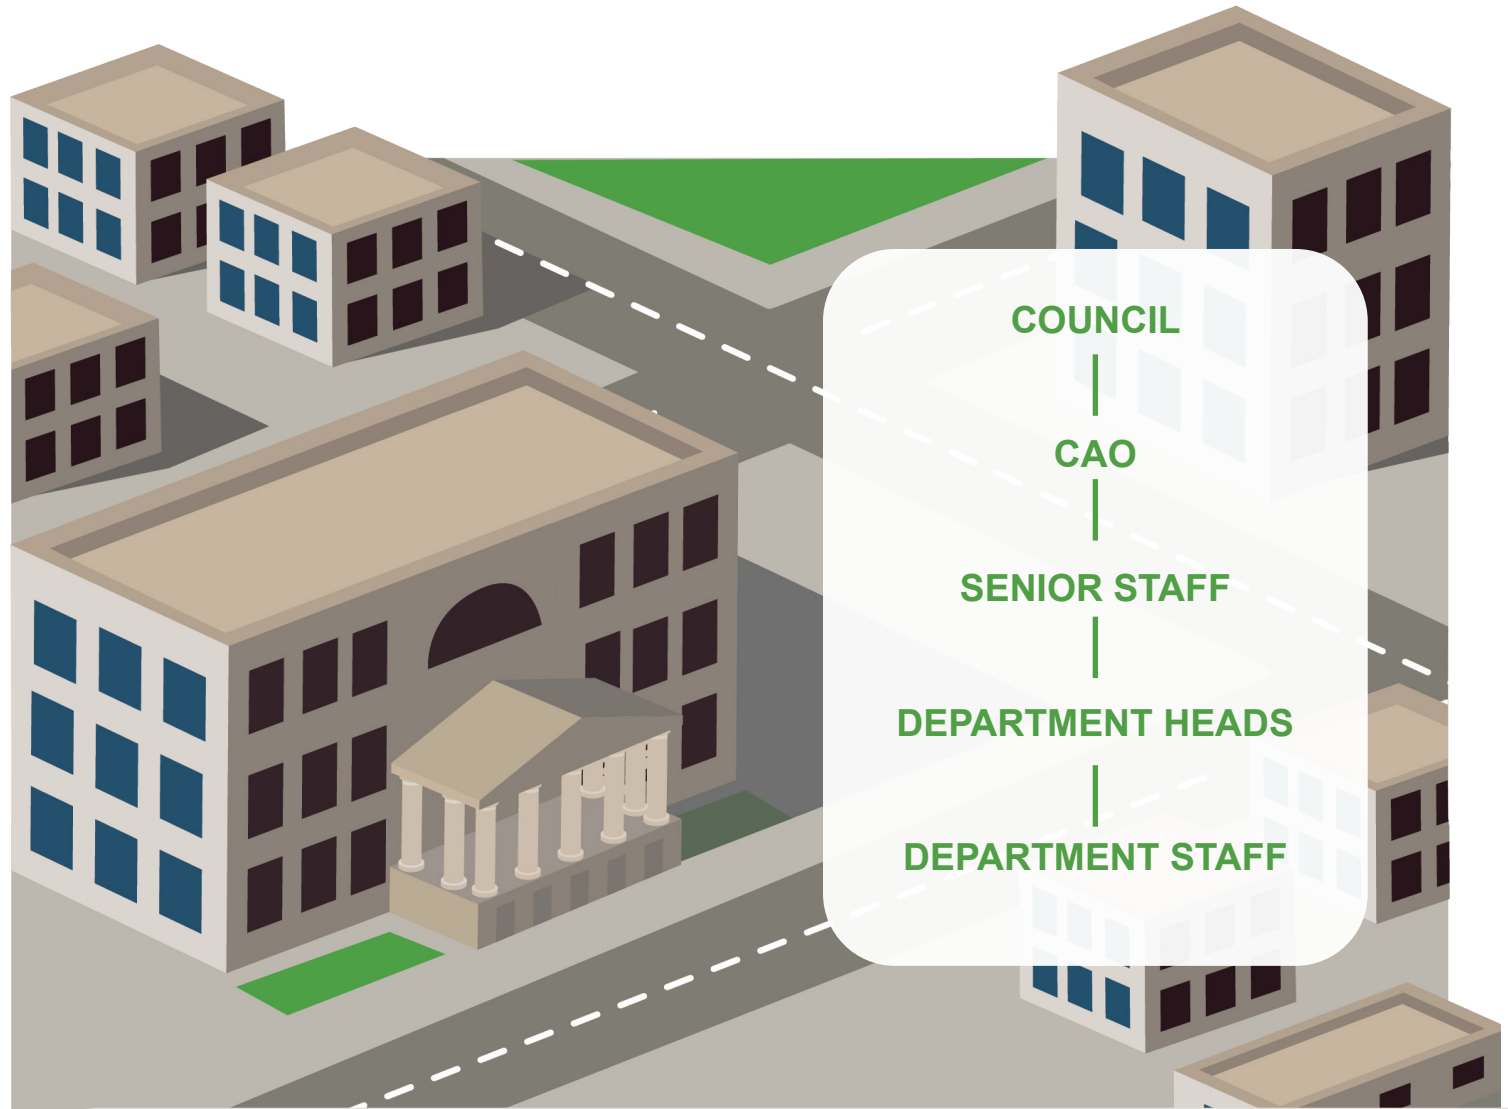 COUNCIL
CAO
SENIOR STAFF
DEPARTMENT HEADS
DEPARTMENT STAFF